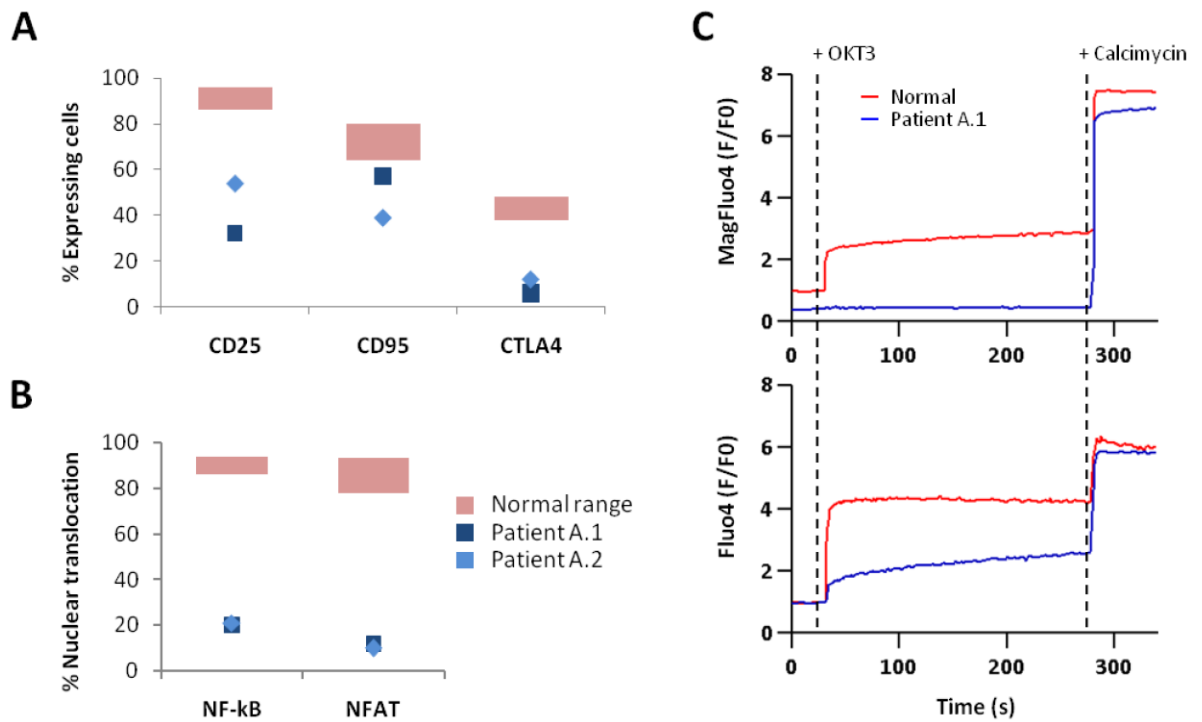 A
100
80
60
40
20
0
% Expressing cells
CD25 CD95 CTLA4
B
100
80
60
40
20
0
% Nuclear translocation
NF-kB NFAT
Normal range
Patient A.1
Patient A.2
C
+ OKT3 + Calcimycin
8
6
4
2
0
MagFluo4 (F/F0)
Normal
Patient A.1
0 100 200 300
8
6
4
2
0
Fluo4 (F/F0)
0 100 200 300
Time (s)